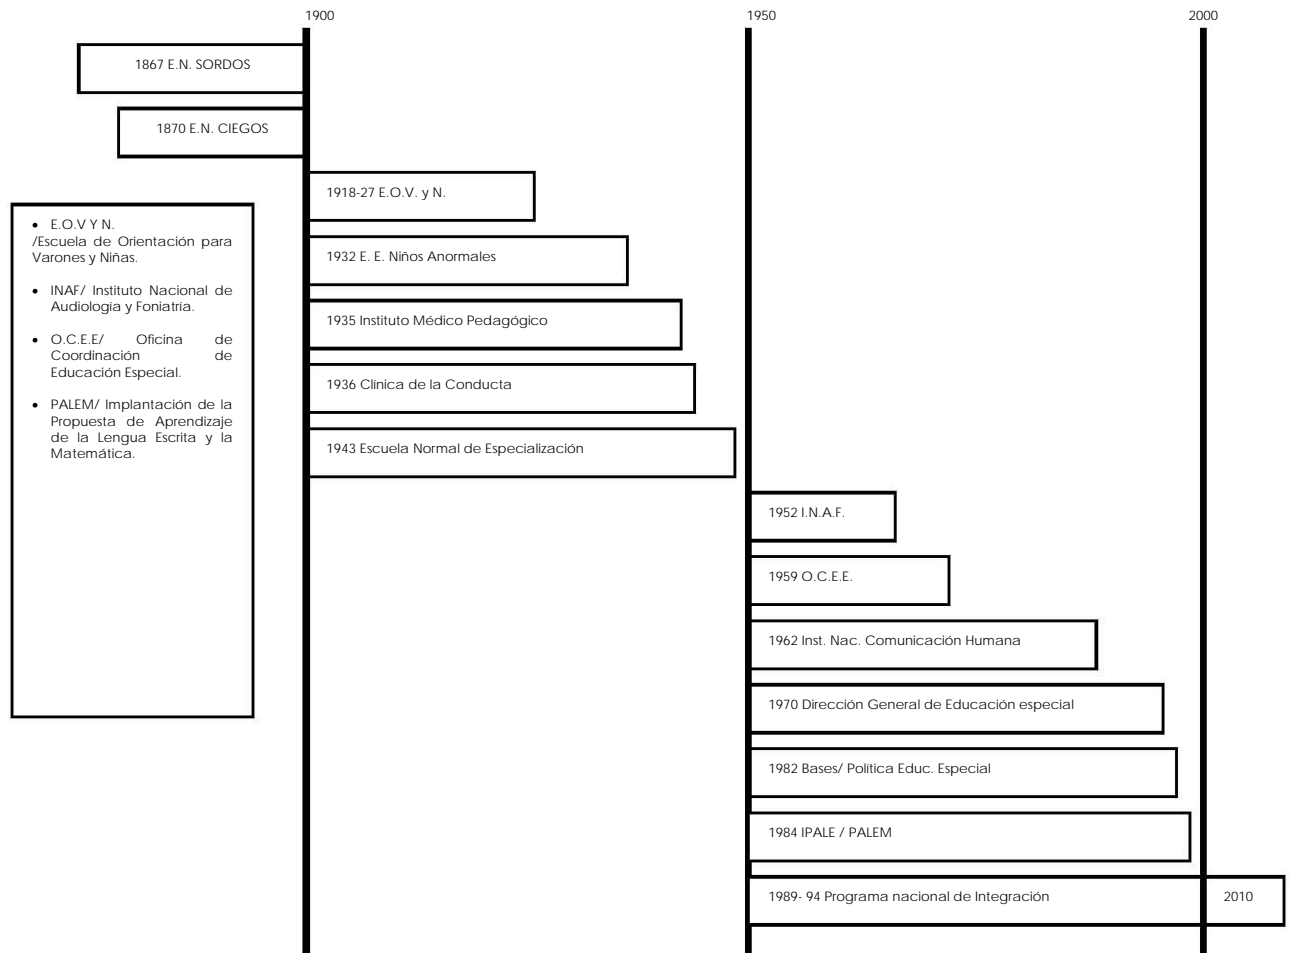 1900
1950
2000
1867 E.N. SORDOS
1870 E.N. CIEGOS
1918-27 E.O.V. y N.
• E.O.V Y N.
/Escuela de Orientación para
Varones y Niñas.
• INAF/ Instituto Nacional de
Audiología y Foniatría.
• O.C.E.E/ Oficina de
Coordinación de
Educación Especial.
• PALEM/ Implantación de la
Propuesta de Aprendizaje
de la Lengua Escrita y la
Matemática.
1932 E. E. Niños Anormales
1935 Instituto Médico Pedagógico
1936 Clínica de la Conducta
1943 Escuela Normal de Especialización
1952 I.N.A.F.
1959 O.C.E.E.
1962 Inst. Nac. Comunicación Humana
1970 Dirección General de Educación especial
1982 Bases/ Política Educ. Especial
1984 IPALE / PALEM
1989- 94 Programa nacional de Integración
2010